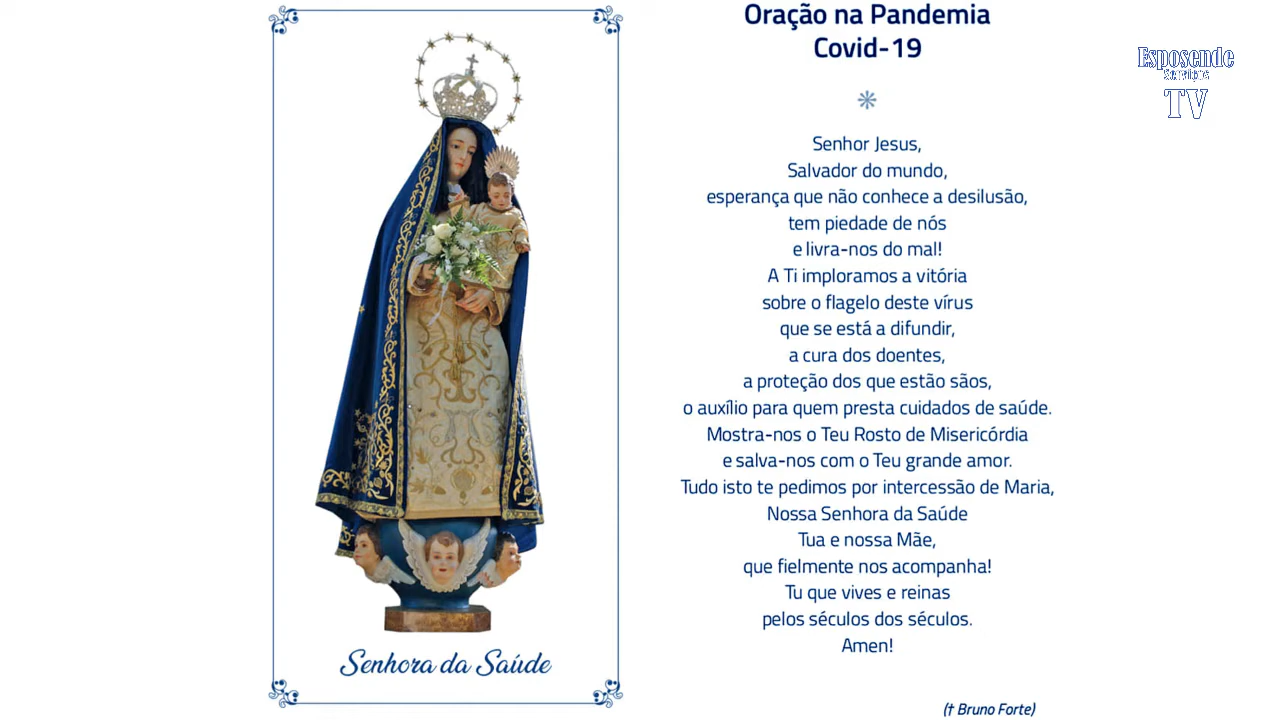 Oração na Pandemia
Covid-19
Senhor Jesus,
Salvador do mundo,
esperança que não conhece a desilusão,
tem piedade de nós
e livra-nos do mal!
A Ti imploramos a vitória
sobre o flagelo deste vírus
que se está a difundir,
a cura dos doentes,
a proteção dos que estão sãos,
o auxílio para quem presta cuidados de saúde.
Mostra-nos o Teu Rosto de Misericórdia
e salva-nos com o Teu grande amor.
Tudo isto te pedimos por intercessão de Maria,
Nossa Senhora da Saúde
Tua e nossa Mãe,
que fielmente nos acompanha!
Tu que vives e reinas
pelos séculos dos séculos.
Amen!
(† Bruno Forte)
Senhora da Saúde
Esposende
Serviços
TV